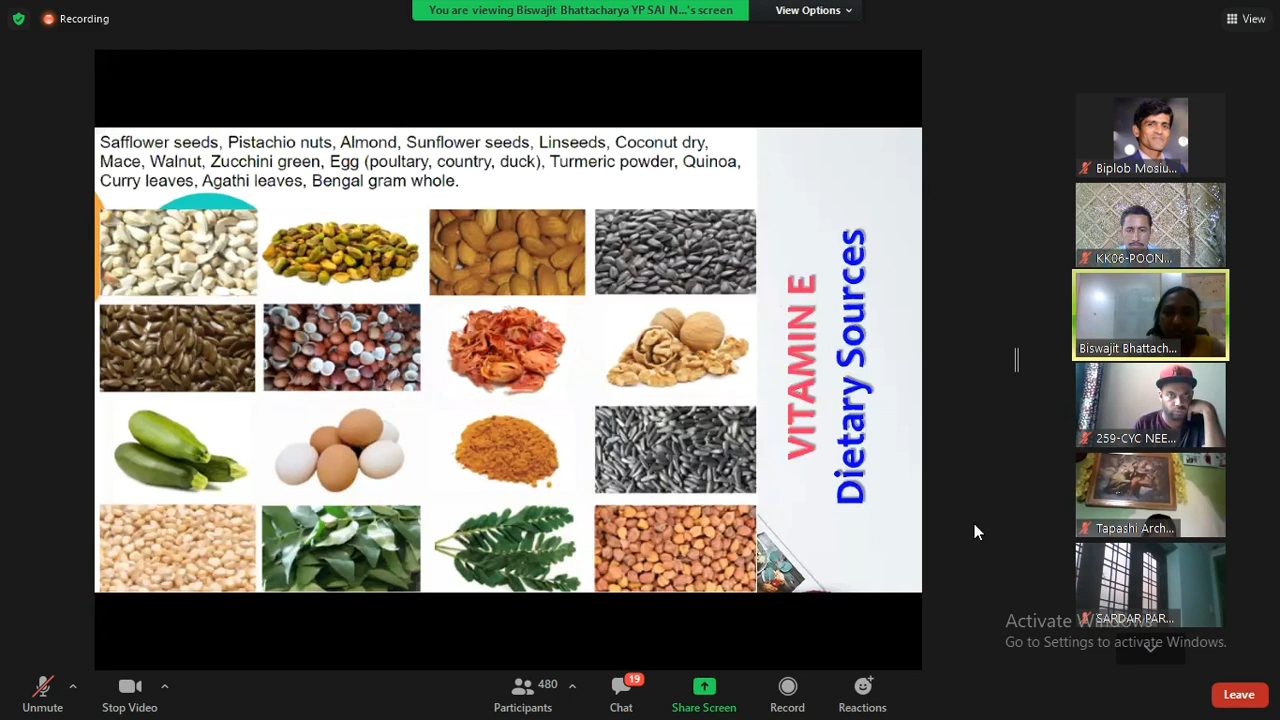 Recording
You are viewing Biswajit Bhattacharya YP SAI N...'s screen
View Options
View
Safflower seeds, Pistachio nuts, Almond, Sunflower seeds, Linseeds, Coconut dry,
Mace, Walnut, Zucchini green, Egg (poultary, country, duck), Turmeric powder, Quinoa,
Curry leaves, Agathi leaves, Bengal gram whole.
VITAMIN E
Dietary Sources
Biplob Mosiu...
KK06-POON...
Biswajit Bhattach...
259-CYC NEE...
Tapashi Arch...
SARDAR PAR...
Activate Windows
Go to Settings to activate Windows.
Unmute
Stop Video
480
Participants
19
Chat
Share Screen
Record
Reactions
Leave